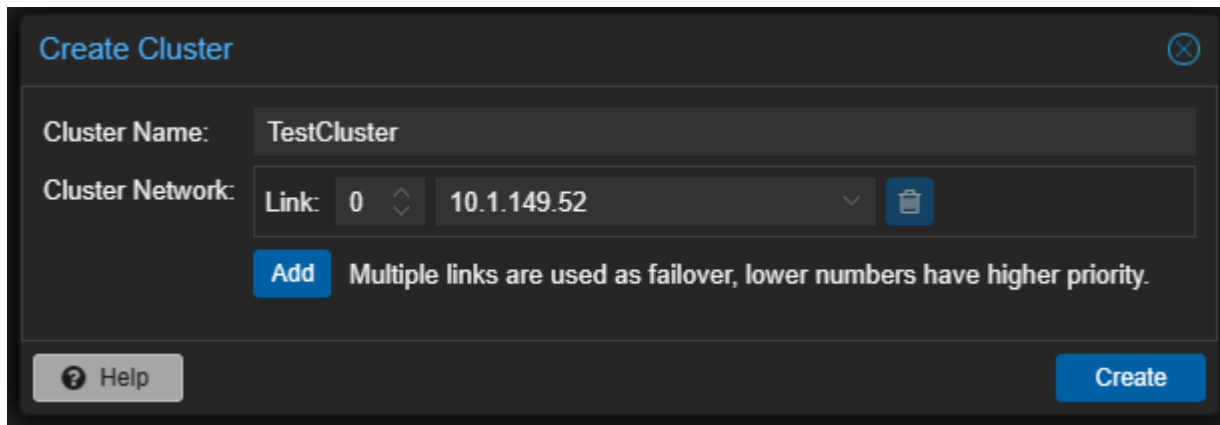 Create Cluster
Cluster Name: TestCluster
Cluster Network: Link: 0 10.1.149.52
Add Multiple links are used as failover, lower numbers have higher priority.
Help Create